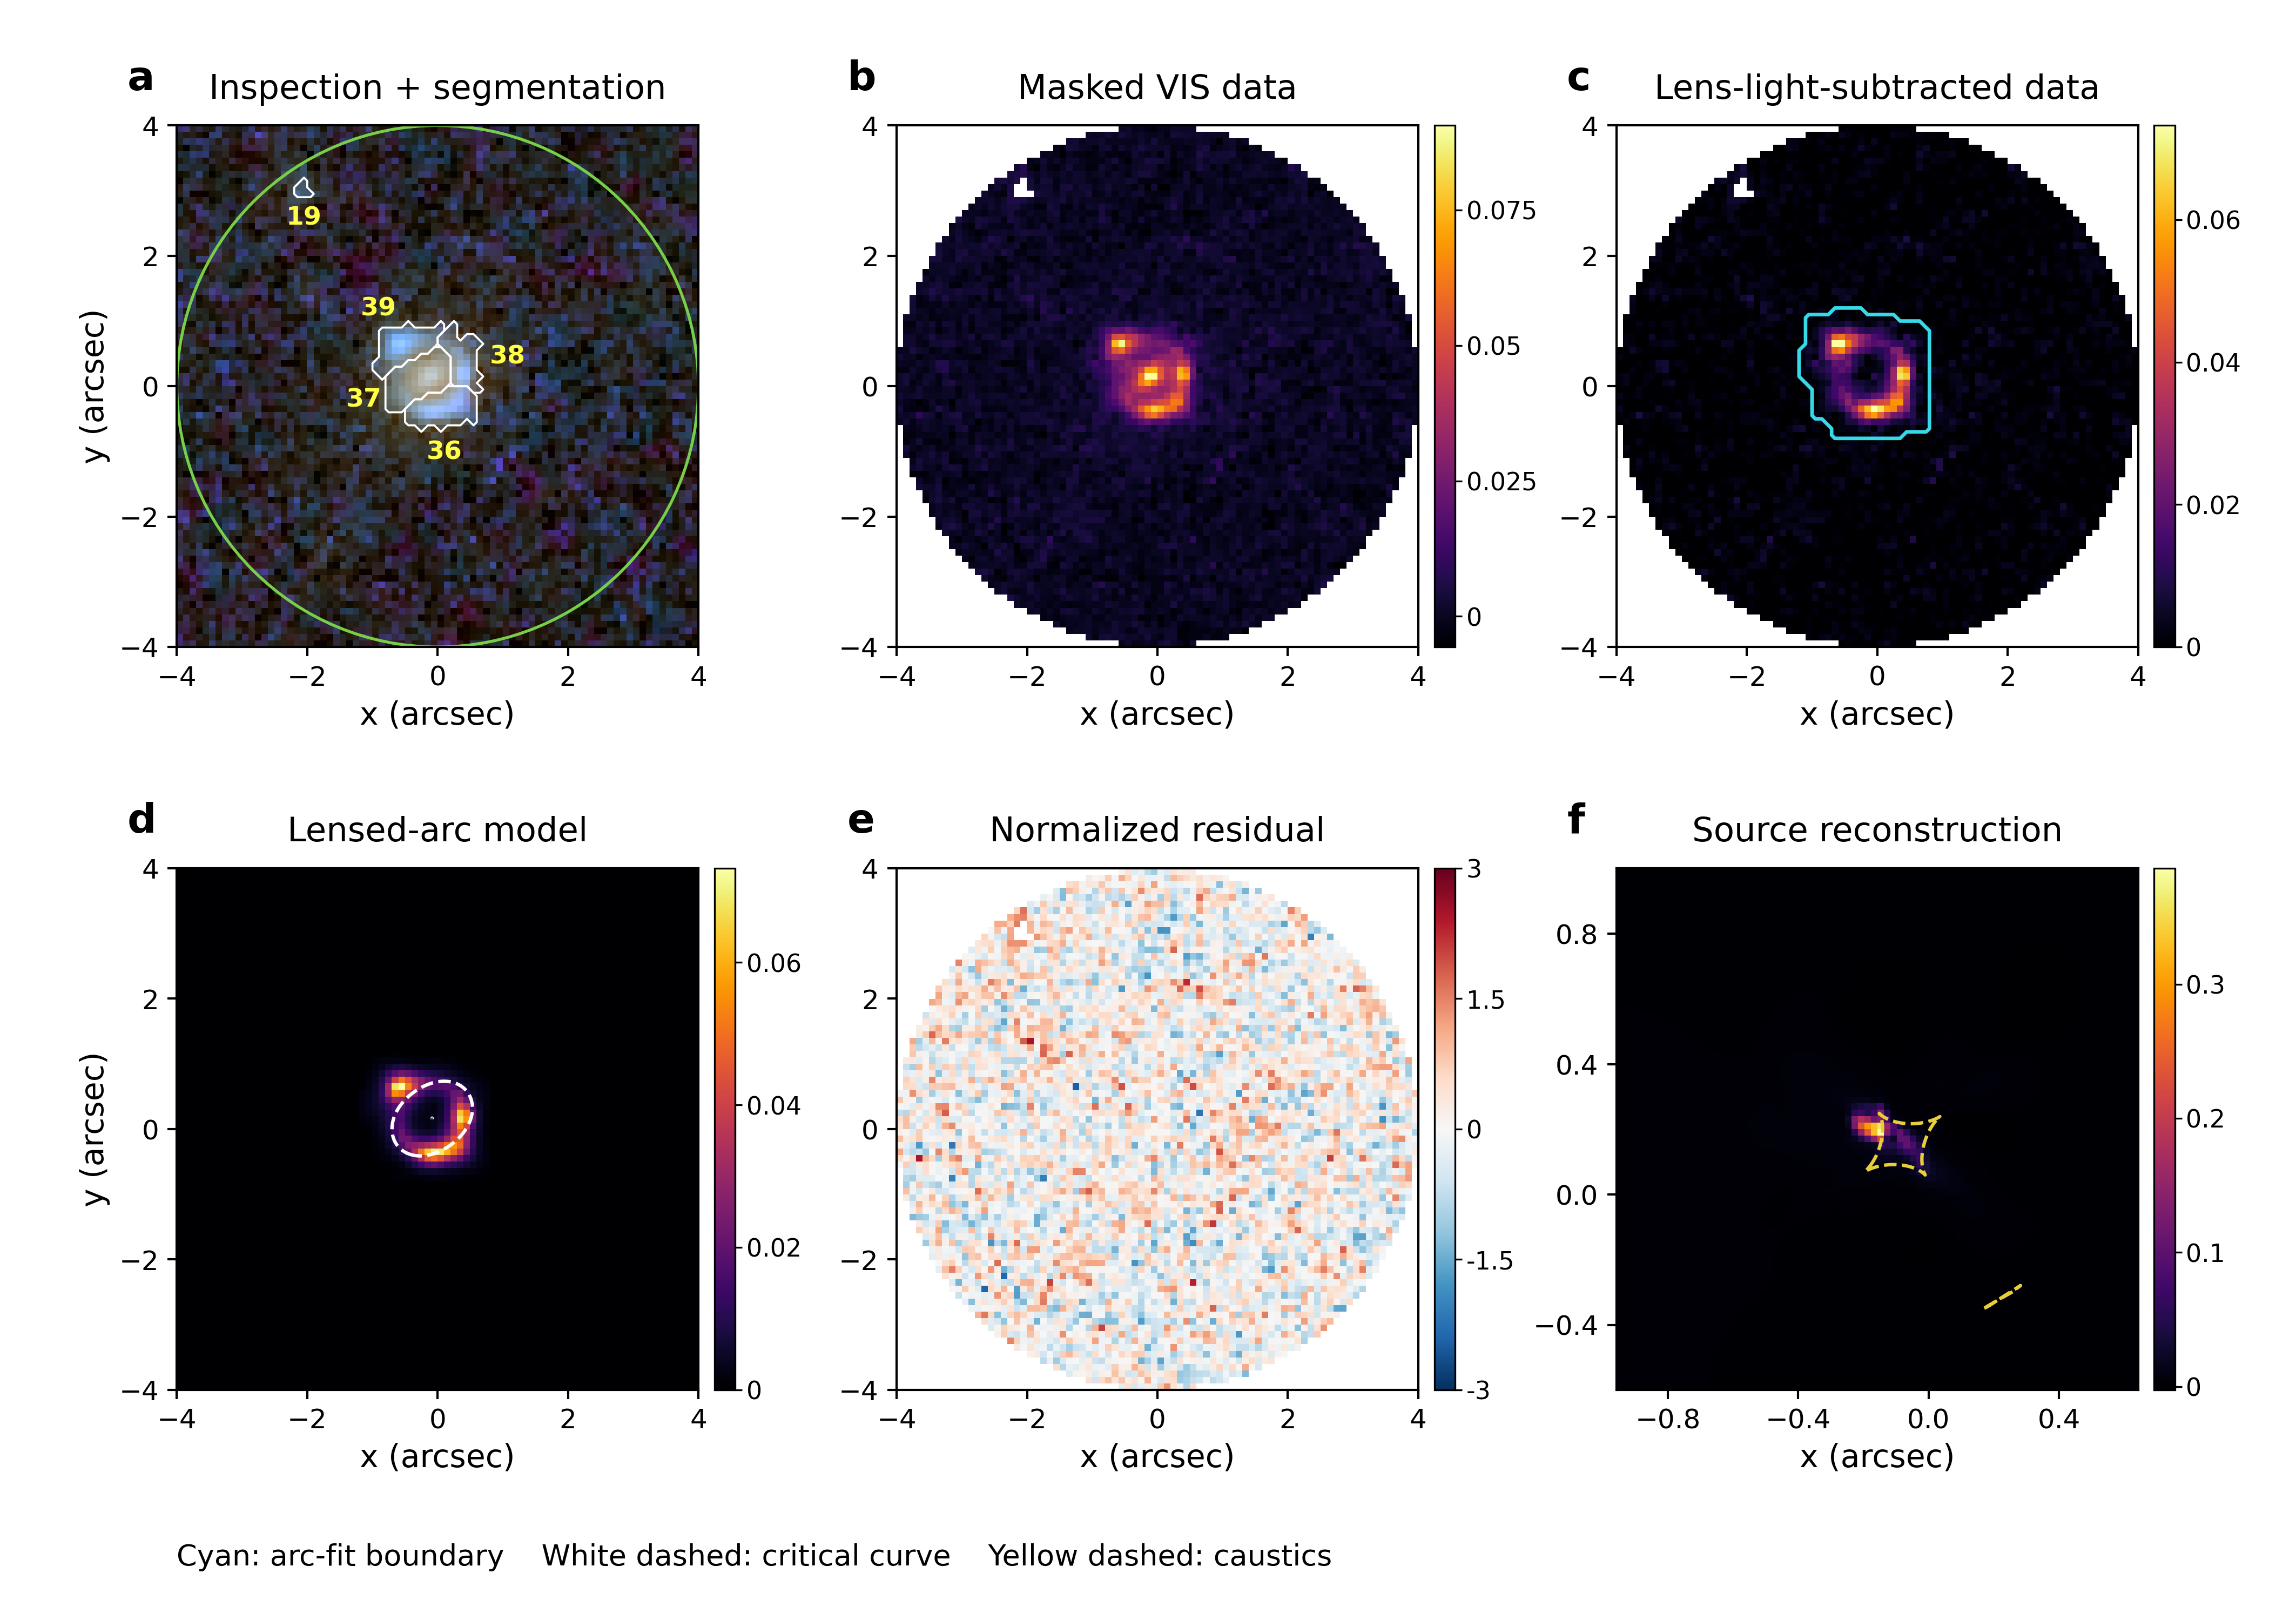 a Inspection + segmentation
4
2
0
−2
−4
y (arcsec)
19
39
38
37
36
−4 −2 0 2 4
x (arcsec)
b Masked VIS data
4
2
0
−2
−4
−4 −2 0 2 4
x (arcsec)
0.075
0.05
0.025
0
c Lens-light-subtracted data
4
2
0
−2
−4
−4 −2 0 2 4
x (arcsec)
0.06
0.04
0.02
0
d Lensed-arc model
4
2
0
−2
−4
y (arcsec)
−4 −2 0 2 4
x (arcsec)
0.06
0.04
0.02
0
e Normalized residual
4
2
0
−2
−4
−4 −2 0 2 4
x (arcsec)
3
1.5
0
-1.5
-3
f Source reconstruction
0.8
0.4
0.0
−0.4
−0.8 −0.4 0.0 0.4
x (arcsec)
0.3
0.2
0.1
0
Cyan: arc-fit boundary White dashed: critical curve Yellow dashed: caustics